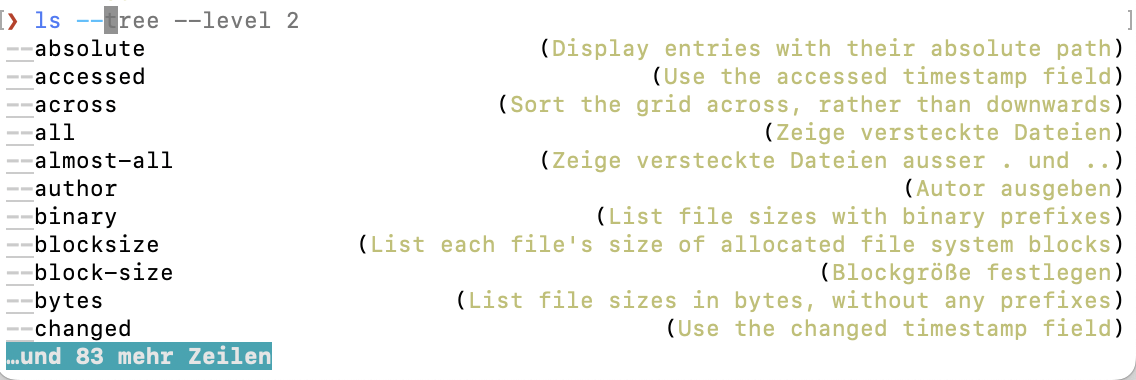 [❯ ls --tree --level 2 ]
--absolute (Display entries with their absolute path)
--accessed (Use the accessed timestamp field)
--across (Sort the grid across, rather than downwards)
--all (Zeige versteckte Dateien)
--almost-all (Zeige versteckte Dateien ausser . und ..)
--author (Autor ausgeben)
--binary (List file sizes with binary prefixes)
--blocksize (List each file's size of allocated file system blocks)
--block-size (Blockgröße festlegen)
--bytes (List file sizes in bytes, without any prefixes)
--changed (Use the changed timestamp field)
…und 83 mehr Zeilen